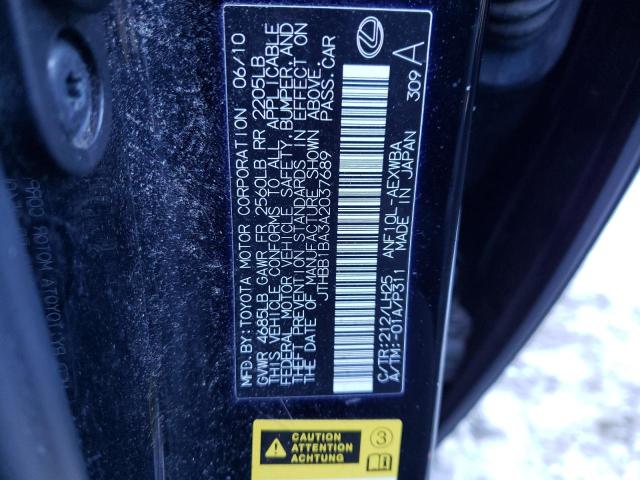 MFD. BY: TOYOTA MOTOR CORPORATION 06/10
GVWR 4685LB GAWR FR 2560LB RR 2205LB
THIS VEHICLE CONFORMS TO ALL APPLICABLE
FEDERAL MOTOR VEHICLE SAFETY, BUMPER, AND
THEFT PREVENTION STANDARDS IN EFFECT ON
THE DATE OF MANUFACTURE SHOWN ABOVE.
JTHBB1BA3A2037689 PASS. CAR
C/TR:212/LH25 ANF10L-AEXWBA
A/TM:-01A/P311 MADE IN JAPAN 309 A
CAUTION
ATTENTION
ACHTUNG
3